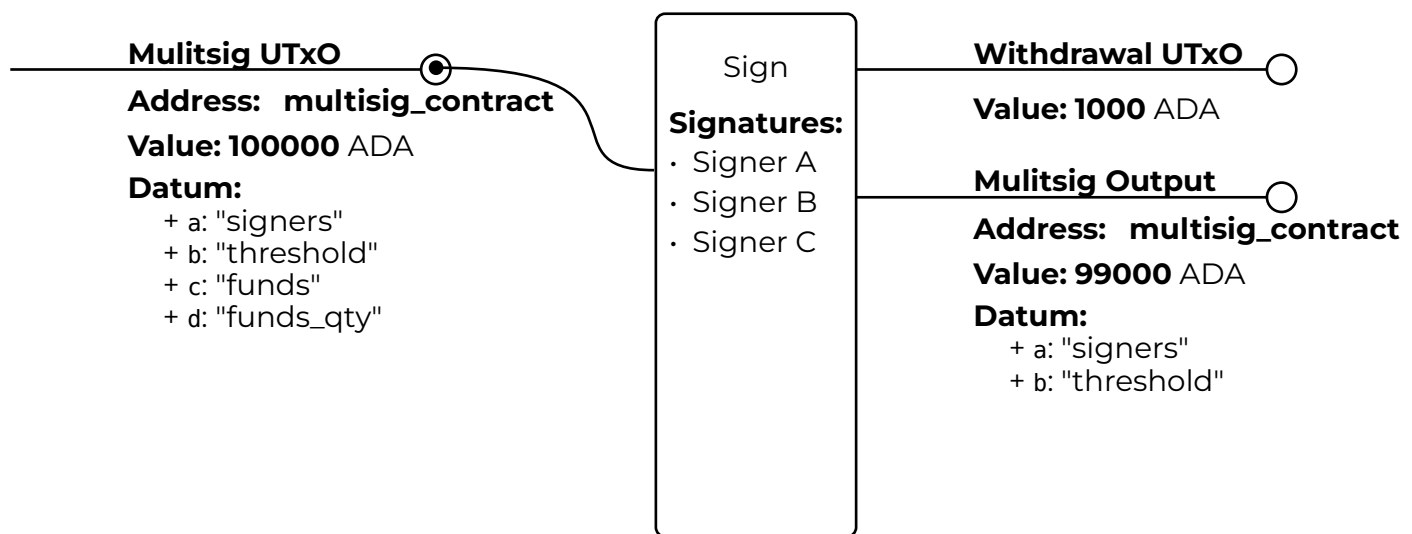 Mulitsig UTxO
Address: multisig_contract
Value: 100000 ADA
Datum:
+ a: "signers"
+ b: "threshold"
+ c: "funds"
+ d: "funds_qty"
Sign
Signatures:
· Signer A
· Signer B
· Signer C
Withdrawal UTxO
Value: 1000 ADA
Mulitsig Output
Address: multisig_contract
Value: 99000 ADA
Datum:
+ a: "signers"
+ b: "threshold"